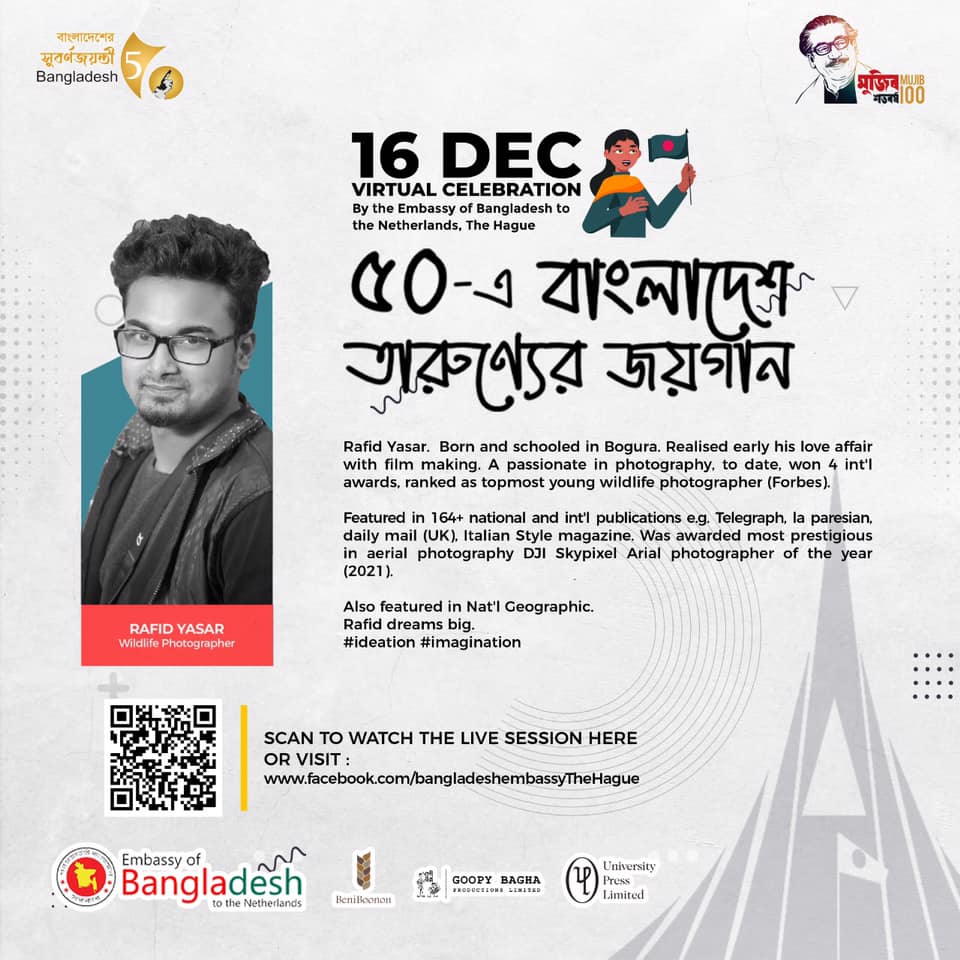 বাংলাদেশের
সুবর্ণজয়ন্তী
Bangladesh
50
মুজিব
শতবর্ষ
MUJIB
100
16 DEC
VIRTUAL CELEBRATION
By the Embassy of Bangladesh to
the Netherlands, The Hague
৫০-এ বাংলাদেশ
তারুণ্যের জয়গান
Rafid Yasar. Born and schooled in Bogura. Realised early his love affair
with film making. A passionate in photography, to date, won 4 int'l
awards, ranked as topmost young wildlife photographer (Forbes).
Featured in 164+ national and int'l publications e.g. Telegraph, la paresian,
daily mail (UK), Italian Style magazine. Was awarded most prestigious
in aerial photography DJI Skypixel Arial photographer of the year
(2021).
Also featured in Nat'l Geographic.
Rafid dreams big.
#ideation #imagination
RAFID YASAR
Wildlife Photographer
SCAN TO WATCH THE LIVE SESSION HERE
OR VISIT :
www.facebook.com/bangladeshembassyTheHague
Embassy of
Bangladesh
to the Netherlands
BeniBoonon
GOOPY BAGHA
PRODUCTIONS LIMITED
University
Press
Limited